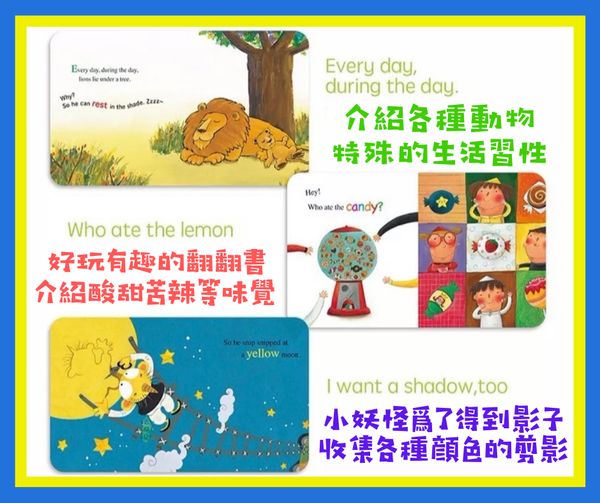 Every day, during the day,
lions lie under a tree.
Why?
So he can rest in the shade. Zzzz~
Every day,
during the day.
介紹各種動物
特殊的生活習性
Hey!
Who ate the candy?
Who ate the lemon
好玩有趣的翻翻書
介紹酸甜苦辣等味覺
So he snip snipped at
a yellow moon
I want a shadow,too
小妖怪爲了得到影子
收集各種顏色的剪影